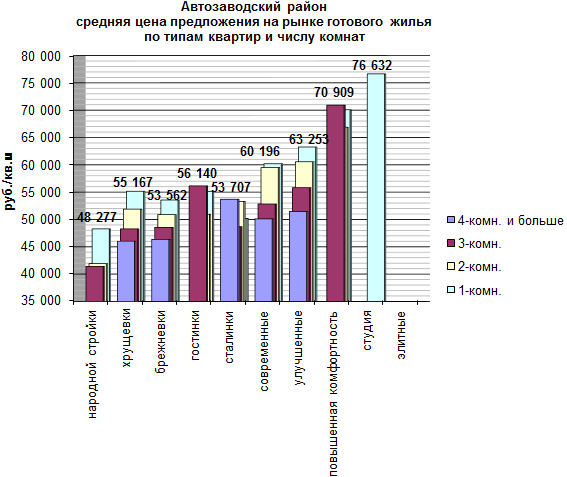 Автозаводский район
средняя цена предложения на рынке готового жилья
по типам квартир и числу комнат
руб./кв.м
80 000
75 000
70 000
65 000
60 000
55 000
50 000
45 000
40 000
35 000
48 277
55 167
53 562
56 140
53 707
60 196
63 253
70 909
76 632
народной стройки
хрущевки
брежневки
гостинки
сталинки
современные
улучшенные
повышенная комфортность
студия
элитные
4-комн. и больше
3-комн.
2-комн.
1-комн.